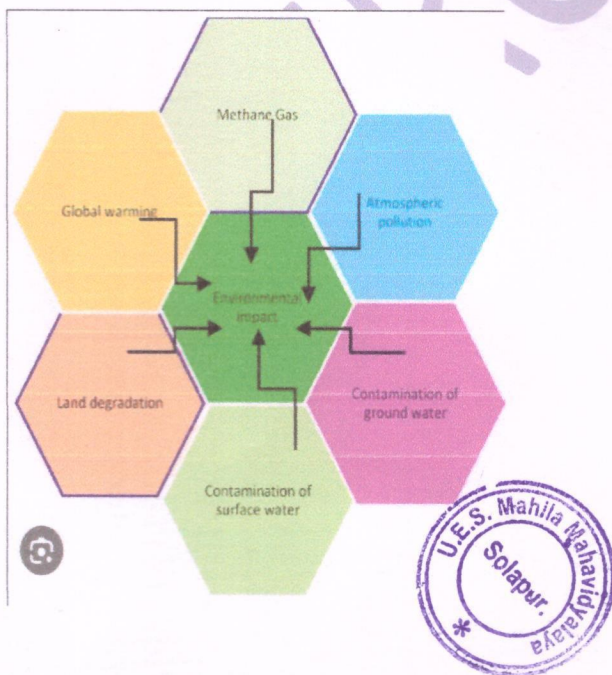 Methane Gas
Global warming
Atmospheric
pollution
Environmental
impact
Land degradation
Contamination of
ground water
Contamination of
surface water
U.E.S. Mahila Mahavidyalaya
Solapur.
*